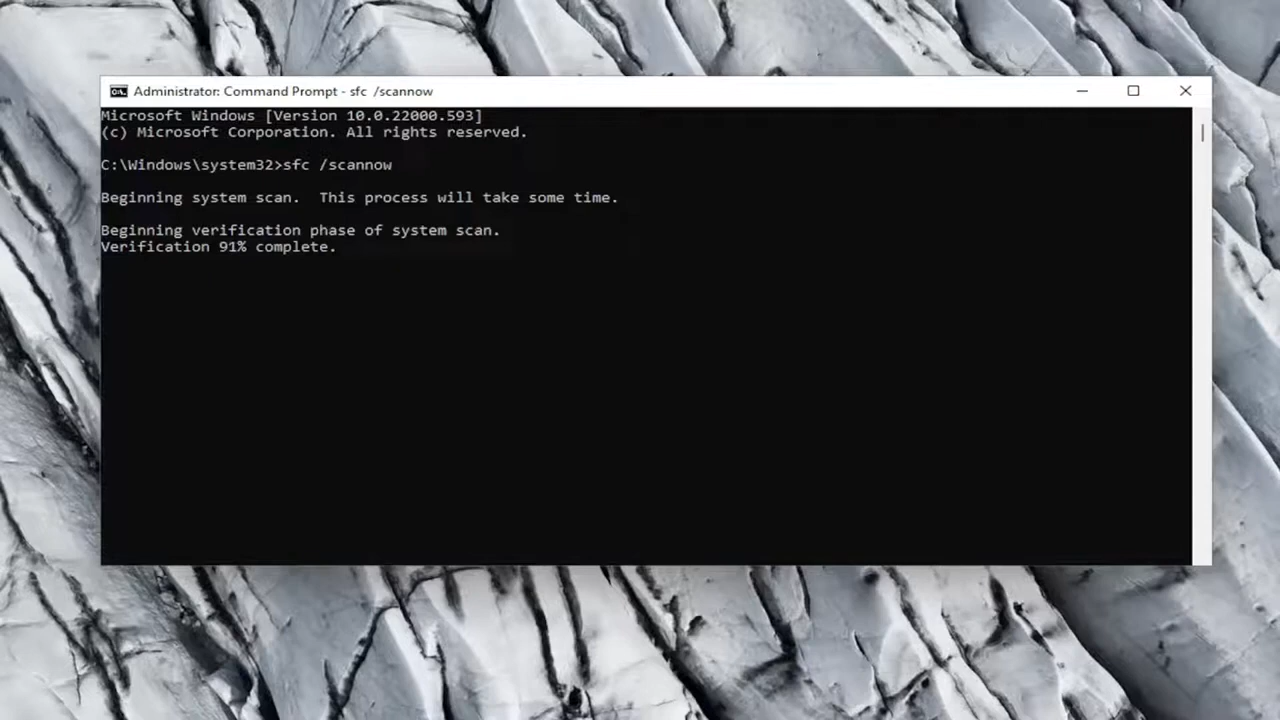 Administrator: Command Prompt - sfc  /scannow
Microsoft Windows [Version 10.0.22000.593]
(c) Microsoft Corporation. All rights reserved.
C:\Windows\system32>sfc /scannow
Beginning system scan.  This process will take some time.
Beginning verification phase of system scan.
Verification 91% complete.